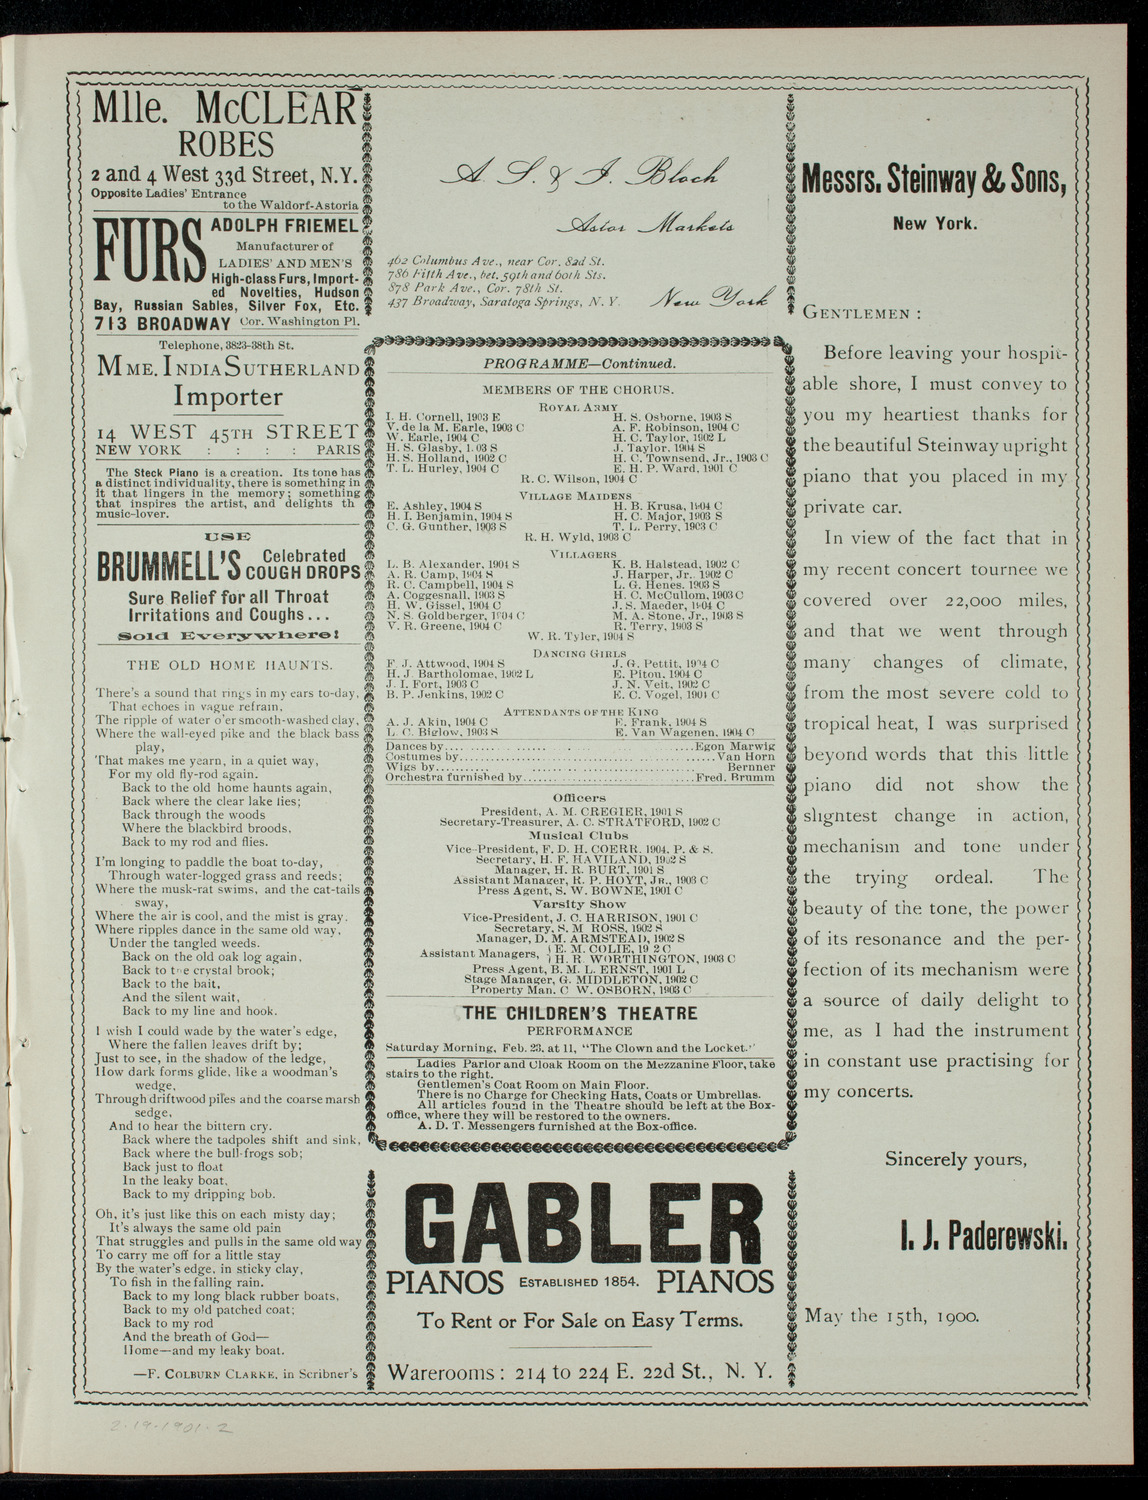 Mlle. McCLEAR
ROBES
2 and 4 West 33d Street, N.Y.
Opposite Ladies' Entrance
to the Waldorf-Astoria
FURS
ADOLPH FRIEMEL
Manufacturer of
LADIES' AND MEN'S
High-class Furs, Import-
ed Novelties, Hudson
Bay, Russian Sables, Silver Fox, Etc.
713 BROADWAY Cor. Washington Pl.
Telephone, 3823-38th St.
MME. INDIA SUTHERLAND
Importer
14 WEST 45TH STREET
NEW YORK : : : : PARIS
The Steck Piano is a creation. Its tone has
a distinct individuality, there is something in
it that lingers in the memory; something
that inspires the artist, and delights th
music-lover.
USE
BRUMMELL'S Celebrated
COUGH DROPS
Sure Relief for all Throat
Irritations and Coughs...
Sold Everywhere!
THE OLD HOME HAUNTS.
There's a sound that rings in my ears to-day,
That echoes in vague refrain,
The ripple of water o'er smooth-washed clay,
Where the wall-eyed pike and the black bass
play,
That makes me yearn, in a quiet way,
For my old fly-rod again.
Back to the old home haunts again,
Back where the clear lake lies;
Back through the woods
Where the blackbird broods,
Back to my rod and flies.
I'm longing to paddle the boat to-day,
Through water-logged grass and reeds;
Where the musk-rat swims, and the cat-tails
sway,
Where the air is cool, and the mist is gray,
Where ripples dance in the same old way,
Under the tangled weeds.
Back on the old oak log again,
Back to the crystal brook;
Back to the bait,
And the silent wait,
Back to my line and hook.
I wish I could wade by the water's edge,
Where the fallen leaves drift by;
Just to see, in the shadow of the ledge,
How dark forms glide, like a woodman's
wedge,
Through driftwood piles and the coarse marsh
sedge,
And to hear the bittern cry.
Back where the tadpoles shift and sink,
Back where the bull-frogs sob;
Back just to float
In the leaky boat,
Back to my dripping bob.
Oh, it's just like this on each misty day;
It's always the same old pain
That struggles and pulls in the same old way
To carry me off for a little stay
By the water's edge, in sticky clay,
To fish in the falling rain.
Back to my long black rubber boats,
Back to my old patched coat;
Back to my rod
And the breath of God—
Home—and my leaky boat.
—F. COLBURN CLARKE, in Scribner's
A. S. & I. Bloch
Astor Markets
462 Columbus Ave., near Cor. 82d St.
786 Fifth Ave., bet. 59th and 60th Sts.
878 Park Ave., Cor. 78th St.
437 Broadway, Saratoga Springs, N. Y.
New York
PROGRAMME—Continued.
MEMBERS OF THE CHORUS.
ROYAL ARMY
I. H. Cornell, 1903 E H. S. Osborne, 1903 S
V. de la M. Earle, 1903 C A. F. Robinson, 1904 C
W. Earle, 1904 C H. C. Taylor, 1902 L
H. S. Glasby, 1 03 S J. Taylor, 1904 S
H. S. Holland, 1902 C H. C. Townsend, Jr., 1903 C
T. L. Hurley, 1904 C E. H. P. Ward, 1901 C
R. C. Wilson, 1904 C
VILLAGE MAIDENS
E. Ashley, 1904 S H. B. Krusa, 1904 C
H. I. Benjamin, 1904 S H. C. Major, 1903 S
C. G. Gunther, 1903 S T. L. Perry, 1903 C
R. H. Wyld, 1903 C
VILLAGERS
L. B. Alexander, 1904 S K. B. Halstead, 1902 C
A. R. Camp, 1904 S J. Harper, Jr., 1902 C
R. C. Campbell, 1904 S L. G. Henes, 1903 S
A. Coggesnall, 1903 S H. C. McCollom, 1903 C
H. W. Gissel, 1904 C J. S. Maeder, 1904 C
N. S. Goldberger, 1904 C M. A. Stone, Jr., 1903 S
V. R. Greene, 1904 C R. Terry, 1903 S
W. R. Tyler, 1904 S
DANCING GIRLS
F. J. Attwood, 1904 S J. G. Pettit, 1904 C
H. J. Bartholomae, 1902 L E. Piton, 1904 C
J. I. Fort, 1903 C J. N. Veit, 1902 C
B. P. Jenkins, 1902 C E. C. Vogel, 1901 C
ATTENDANTS OF THE KING
A. J. Akin, 1904 C E. Frank, 1904 S
L. C. Biglow, 1903 S E. Van Wagenen, 1904 C
Dances by....Egon Marwig
Costumes by....Van Horn
Wigs by....Bernner
Orchestra furnished by....Fred. Brumm
Officers
President, A. M. CREGIER, 1901 S
Secretary-Treasurer, A. C. STRATFORD, 1902 C
Musical Clubs
Vice-President, F. D. H. COERR, 1904, P. & S.
Secretary, H. F. HAVILAND, 1902 S
Manager, H. R. BURT, 1901 S
Assistant Manager, R. P. HOYT, JR., 1903 C
Press Agent, S. W. BOWNE, 1901 C
Varsity Show
Vice-President, J. C. HARRISON, 1901 C
Secretary, S. M ROSS, 1902 S
Manager, D. M. ARMSTEAD, 1902 S
Assistant Managers, { E. M. COLIE, 19 2 C
{ H. R. WORTHINGTON, 1903 C
Press Agent, B. M. L. ERNST, 1901 L
Stage Manager, G. MIDDLETON, 1902 C
Property Man. C W. OSBORN, 1903 C
THE CHILDREN'S THEATRE
PERFORMANCE
Saturday Morning, Feb. 23, at 11, "The Clown and the Locket."
Ladies Parlor and Cloak Room on the Mezzanine Floor, take
stairs to the right.
Gentlemen's Coat Room on Main Floor.
There is no Charge for Checking Hats, Coats or Umbrellas.
All articles found in the Theatre should be left at the Box-
office, where they will be restored to the owners.
A. D. T. Messengers furnished at the Box-office.
GABLER
PIANOS ESTABLISHED 1854. PIANOS
To Rent or For Sale on Easy Terms.
Warerooms: 214 to 224 E. 22d St., N. Y.
Messrs. Steinway & Sons,
New York.
GENTLEMEN :
Before leaving your hospit-
able shore, I must convey to
you my heartiest thanks for
the beautiful Steinway upright
piano that you placed in my
private car.
In view of the fact that in
my recent concert tournee we
covered over 22,000 miles,
and that we went through
many changes of climate,
from the most severe cold to
tropical heat, I was surprised
beyond words that this little
piano did not show the
slightest change in action,
mechanism and tone under
the trying ordeal. The
beauty of the tone, the power
of its resonance and the per-
fection of its mechanism were
a source of daily delight to
me, as I had the instrument
in constant use practising for
my concerts.
Sincerely yours,
I. J. Paderewski.
May the 15th, 1900.
2-19-1901-2